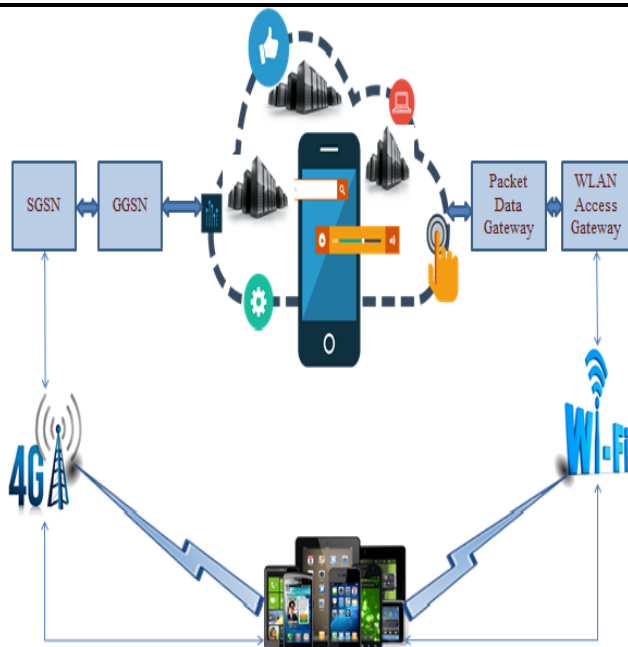 SGSN
GGSN
Packet
Data
Gateway
WLAN
Access
Gateway
4G
Wi-Fi